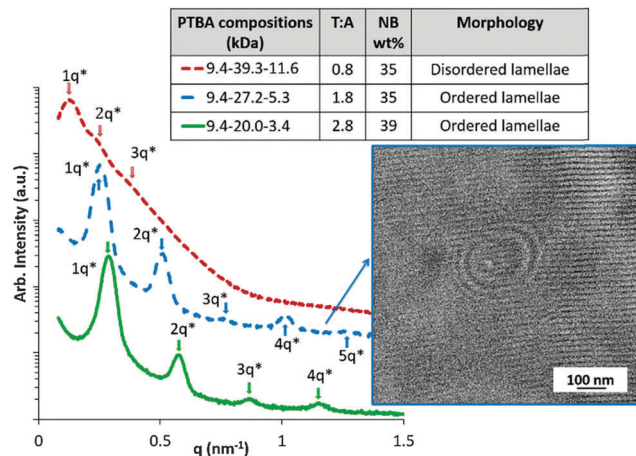 PTBA compositions (kDa) T:A NB wt% Morphology
9.4-39.3-11.6 0.8 35 Disordered lamellae
9.4-27.2-5.3 1.8 35 Ordered lamellae
9.4-20.0-3.4 2.8 39 Ordered lamellae
1q*
2q*
3q*
1q*
2q*
3q*
4q*
5q*
1q*
2q*
3q*
4q*
100 nm
Arb. Intensity (a.u.)
0 0.5 1 1.5
q (nm⁻¹)